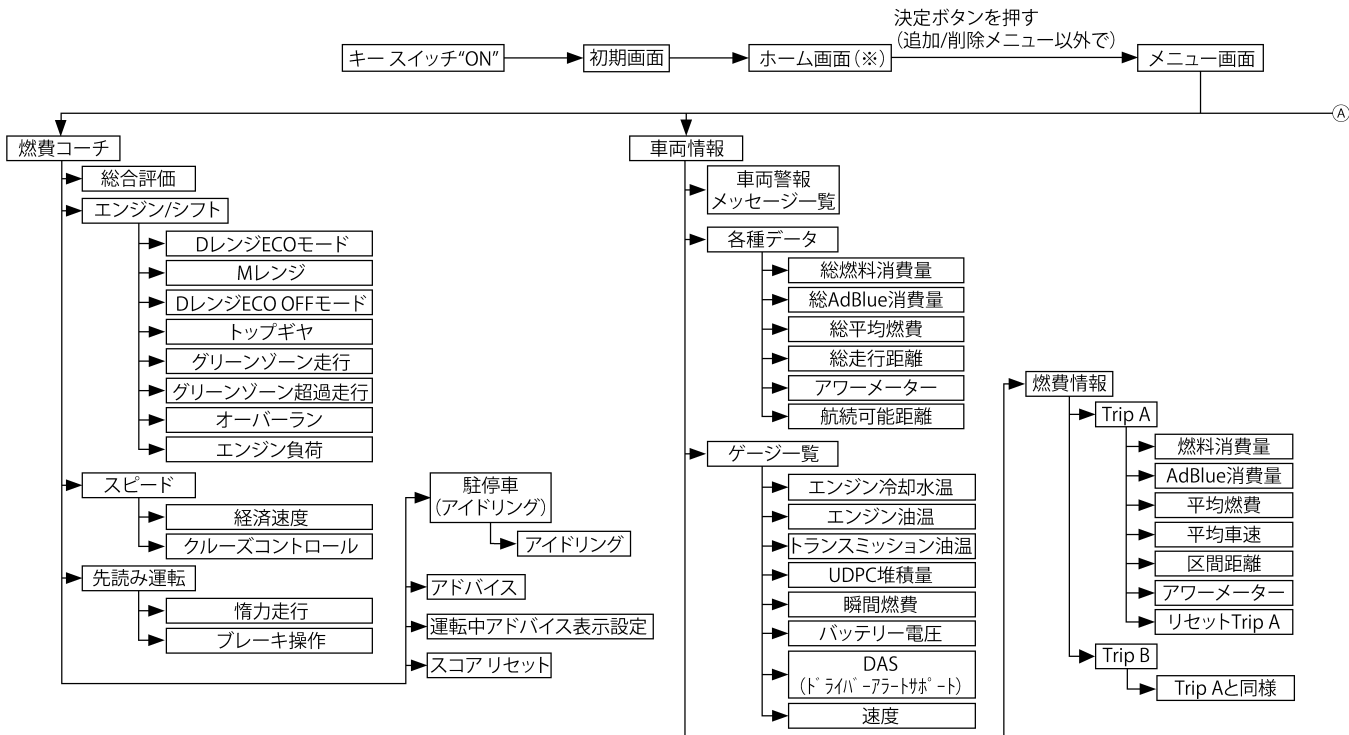 キー スイッチ“ON”
初期画面
ホーム画面(※)
決定ボタンを押す
(追加/削除メニュー以外で)
メニュー画面
Ⓐ
燃費コーチ
総合評価
エンジン/シフト
DレンジECOモード
Mレンジ
DレンジECO OFFモード
トップギヤ
グリーンゾーン走行
グリーンゾーン超過走行
オーバーラン
エンジン負荷
スピード
経済速度
クルーズコントロール
先読み運転
惰力走行
ブレーキ操作
駐停車
(アイドリング)
アイドリング
アドバイス
運転中アドバイス表示設定
スコア リセット
車両情報
車両警報
メッセージ一覧
各種データ
総燃料消費量
総AdBlue消費量
総平均燃費
総走行距離
アワーメーター
航続可能距離
ゲージ一覧
エンジン冷却水温
エンジン油温
トランスミッション油温
UDPC堆積量
瞬間燃費
バッテリー電圧
DAS
(ﾄﾞﾗｲﾊﾞｰｱﾗｰﾄｻﾎﾟｰﾄ)
速度
燃費情報
Trip A
燃料消費量
AdBlue消費量
平均燃費
平均車速
区間距離
アワーメーター
リセットTrip A
Trip B
Trip Aと同様